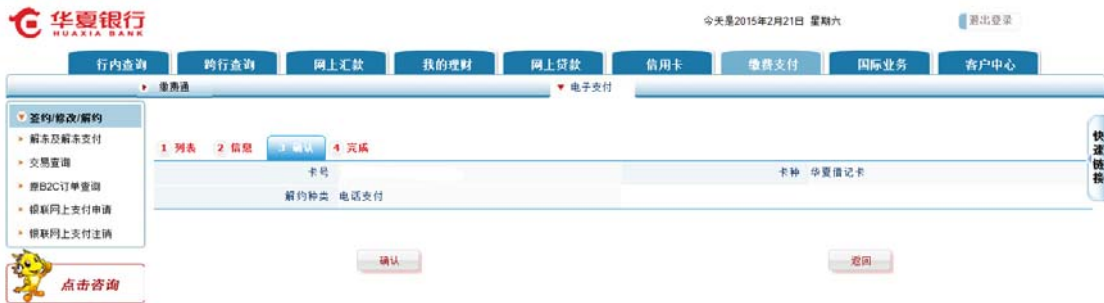 华夏银行
HUAXIA BANK
今天是2015年2月21日 星期六
退出登录
行内查询 跨行查询 网上汇款 我的理财 网上贷款 信用卡 缴费支付 国际业务 客户中心
缴费通 电子支付
签约/修改/解约
解冻及解冻支付
交易查询
原B2C订单查询
银联网上支付申请
银联网上支付注销
点击咨询
1 列表 2 信息 3 确认 4 完成
卡号 卡种 华夏借记卡
解约种类 电话支付
确认 返回
快速链接